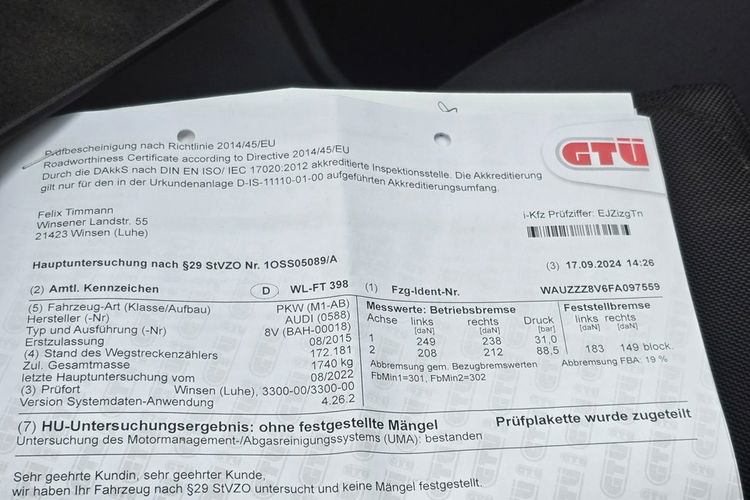 Prüfbescheinigung nach Richtlinie 2014/45/EU
Roadworthiness Certificate according to Directive 2014/45/EU
Durch die DAkkS nach DIN EN ISO/ IEC 17020:2012 akkreditierte Inspektionsstelle. Die Akkreditierung
gilt nur für den in der Urkundenanlage D-IS-11110-01-00 aufgeführten Akkreditierungsumfang.
GTÜ
Felix Timmann
Winsener Landstr. 55
21423 Winsen (Luhe)
i-Kfz Prüfziffer: EJZizgTn
Hauptuntersuchung nach §29 StVZO Nr. 1OSS05089/A
(3) 17.09.2024 14:26
(2) Amtl. Kennzeichen D WL-FT 398 (1) Fzg-Ident-Nr. WAUZZZ8V6FA097559
(5) Fahrzeug-Art (Klasse/Aufbau) PKW (M1-AB)
Hersteller (-Nr) AUDI (0588)
Typ und Ausführung (-Nr) 8V (BAH-00018)
Erstzulassung 08/2015
(4) Stand des Wegstreckenzählers 172.181
Zul. Gesamtmasse 1740 kg
letzte Hauptuntersuchung vom 08/2022
(3) Prüfort Winsen (Luhe), 3300-00/3300-00
Version Systemdaten-Anwendung 4.26.2
Messwerte: Betriebsbremse Feststellbremse
Achse links rechts Druck links rechts
[daN] [daN] [bar] [daN] [daN]
1 249 238 31,0
2 208 212 88,5 183 149 block.
Abbremsung gem. Bezugbremswerten Abbremsung FBA: 19 %
FbMin1=301, FbMin2=302
(7) HU-Untersuchungsergebnis: ohne festgestellte Mängel Prüfplakette wurde zugeteilt
Untersuchung des Motormanagement-/Abgasreinigungssystems (UMA): bestanden
Sehr geehrte Kundin, sehr geehrter Kunde,
wir haben Ihr Fahrzeug nach §29 StVZO untersucht und keine Mängel festgestellt.